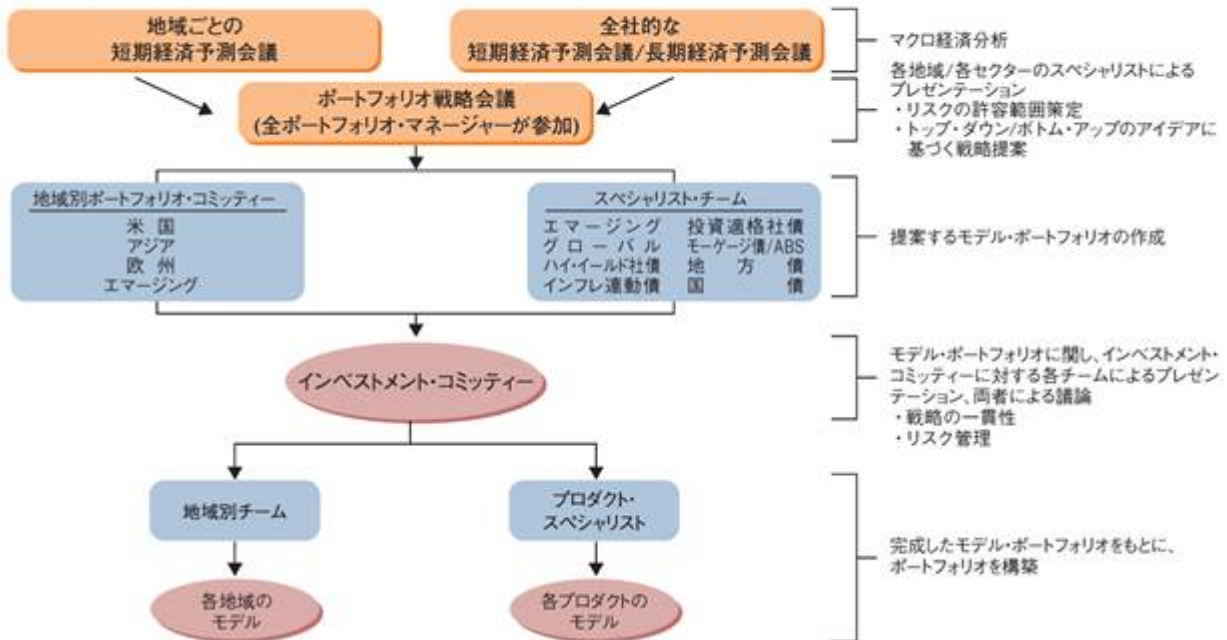 地域ごとの
短期経済予測会議
全社的な
短期経済予測会議/長期経済予測会議
マクロ経済分析
ポートフォリオ戦略会議
(全ポートフォリオ・マネージャーが参加)
各地域/各セクターのスペシャリストによる
プレゼンテーション
・リスクの許容範囲策定
・トップ・ダウン/ボトム・アップのアイデアに
基づく戦略提案
地域別ポートフォリオ・コミッティー
米 国
アジア
欧 州
エマージング
スペシャリスト・チーム
エマージング 投資適格社債
グローバル モーゲージ債/ABS
ハイ・イールド社債 地方債
インフレ連動債 国債
提案するモデル・ポートフォリオの作成
インベストメント・コミッティー
モデル・ポートフォリオに関し、インベストメント・
コミッティーに対する各チームによるプレゼン
テーション、両者による議論
・戦略の一貫性
・リスク管理
地域別チーム
プロダクト・
スペシャリスト
完成したモデル・ポートフォリオをもとに、
ポートフォリオを構築
各地域の
モデル
各プロダクトの
モデル